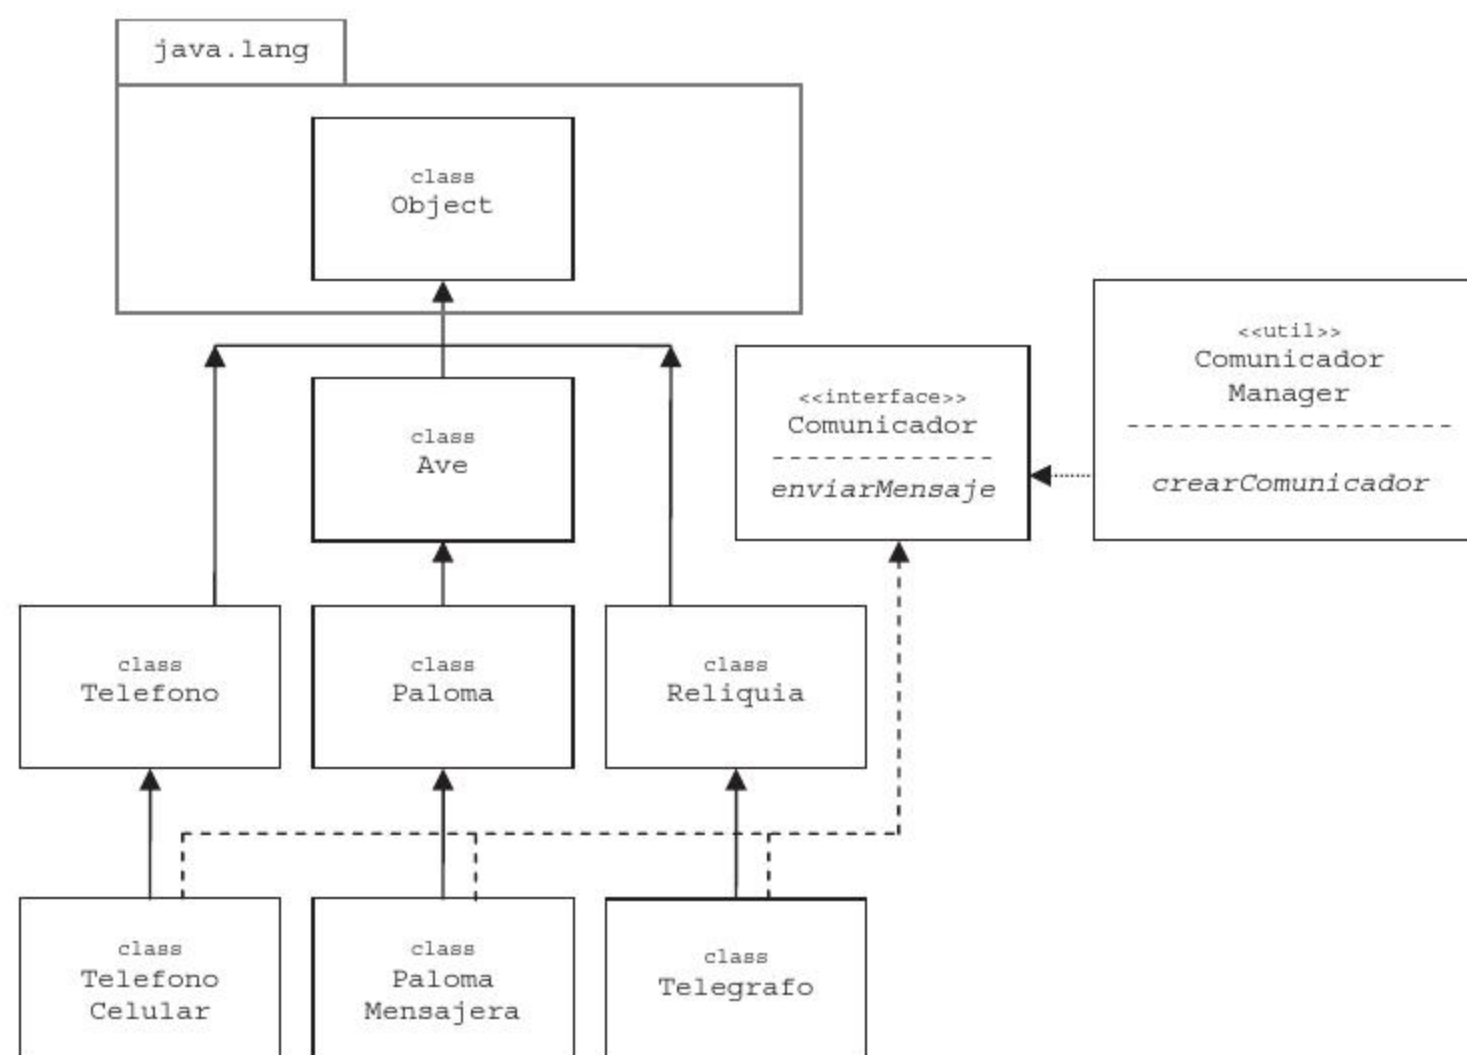 java.lang
class
Object
<<util>>
Comunicador
Manager
crearComunicador
<<interface>>
Comunicador
enviarMensaje
class
Ave
class
Telefono
class
Paloma
class
Reliquia
class
Telefono
Celular
class
Paloma
Mensajera
class
Telegrafo